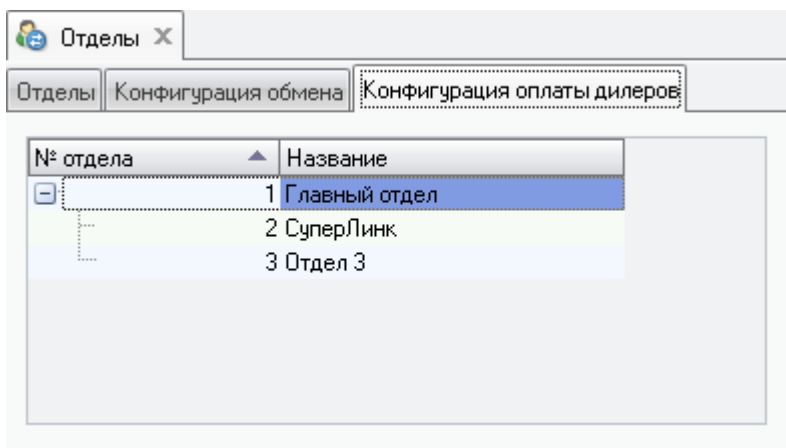 Отделы
Отделы Конфигурация обмена Конфигурация оплаты дилеров
№ отдела Название
1 Главный отдел
2 СуперЛинк
3 Отдел 3